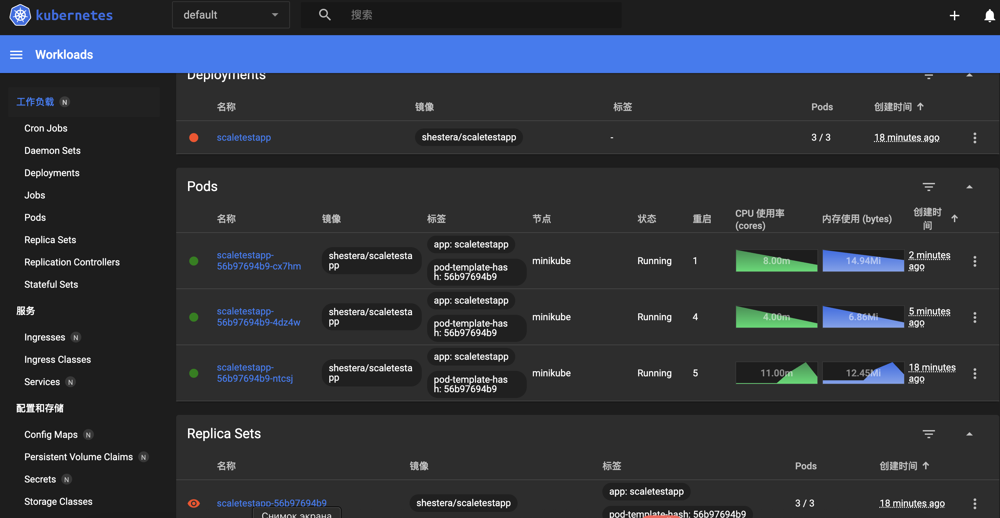 kubernetes
default
搜索
Workloads
工作负载 N
Cron Jobs
Daemon Sets
Deployments
Jobs
Pods
Replica Sets
Replication Controllers
Stateful Sets
服务
Ingresses N
Ingress Classes
Services N
配置和存储
Config Maps N
Persistent Volume Claims N
Secrets N
Storage Classes
Deployments
名称 镜像 标签 Pods 创建时间
scaletestapp shestera/scaletestapp - 3 / 3 18 minutes ago
Pods
名称 镜像 标签 节点 状态 重启 CPU 使用率 (cores) 内存使用 (bytes) 创建时间
scaletestapp-
56b97694b9-cx7hm
shestera/scaletesta
pp
app: scaletestapp
pod-template-has
h: 56b97694b9
minikube Running 1 8.00m 14.94Mi
2 minutes
ago
scaletestapp-
56b97694b9-4dz4w
shestera/scaletesta
pp
app: scaletestapp
pod-template-has
h: 56b97694b9
minikube Running 4 4.00m 6.86Mi
5 minutes
ago
scaletestapp-
56b97694b9-ntcsj
shestera/scaletesta
pp
app: scaletestapp
pod-template-has
h: 56b97694b9
minikube Running 5 11.00m 12.45Mi
18 minutes
ago
Replica Sets
名称 镜像 标签 Pods 创建时间
scaletestapp-56b97694b9 shestera/scaletestapp
app: scaletestapp
pod-template-hash: 56b97694b9
3 / 3 18 minutes ago
Снимок экрана